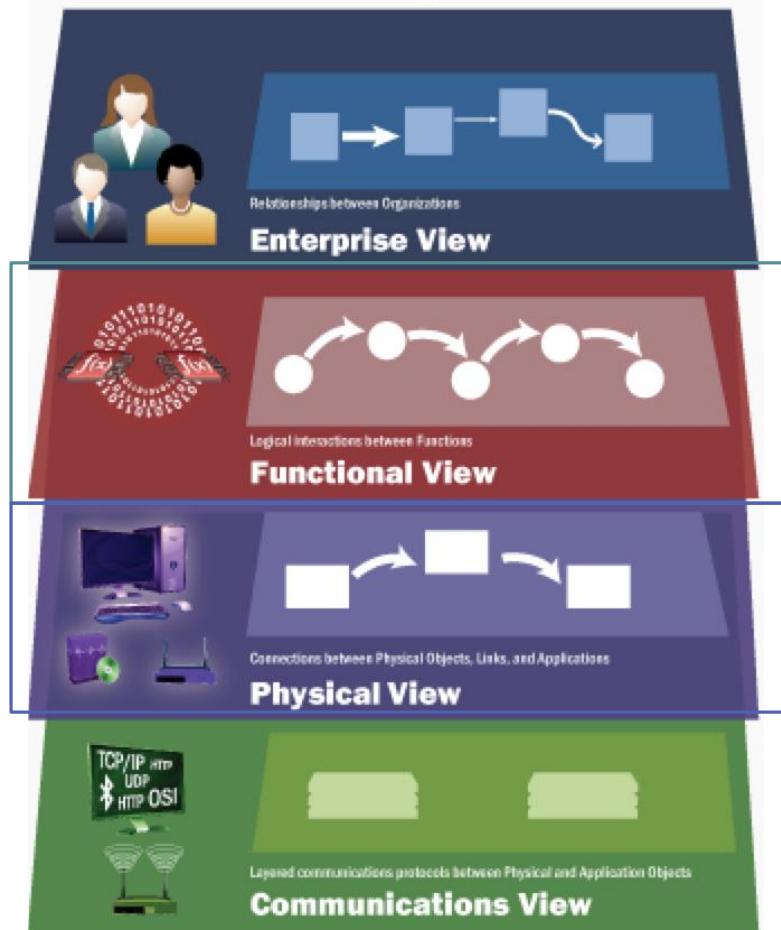 Relationships between Organizations
Enterprise View
f(x)
f(x)
Logical interactions between Functions
Functional View
Connections between Physical Objects, Links, and Applications
Physical View
TCP/IP HTTP
UDP
HTTP OSI
Layered communications protocols between Physical and Application Objects
Communications View